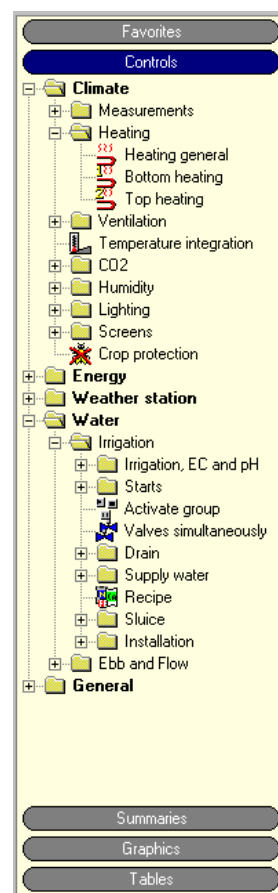 Favorites
Controls
Climate
Measurements
Heating
Heating general
Bottom heating
Top heating
Ventilation
Temperature integration
CO2
Humidity
Lighting
Screens
Crop protection
Energy
Weather station
Water
Irrigation
Irrigation, EC and pH
Starts
Activate group
Valves simultaneously
Drain
Supply water
Recipe
Sluice
Installation
Ebb and Flow
General
Summaries
Graphics
Tables